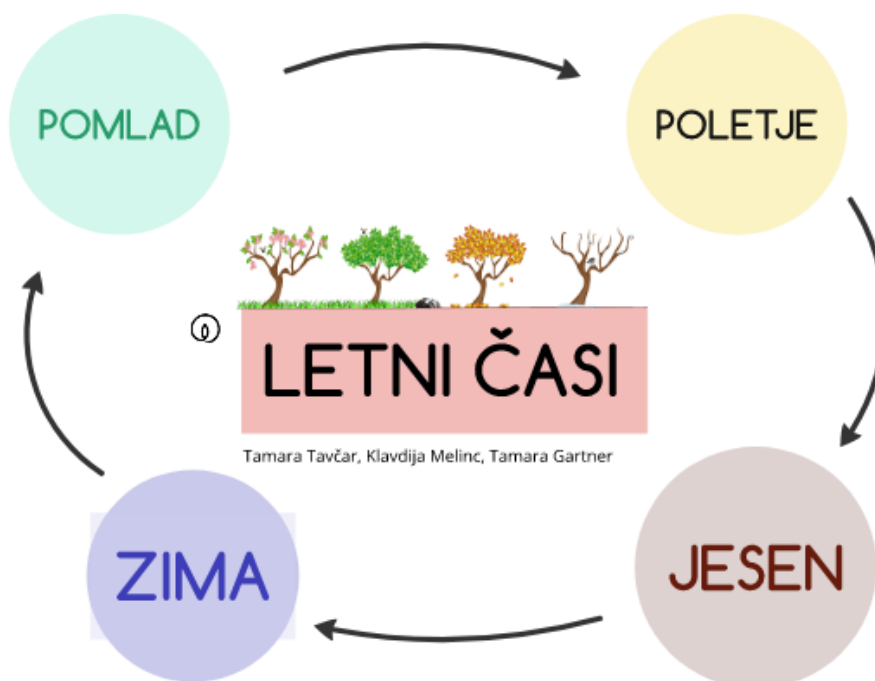 POMLAD
POLETJE
LETNI ČASI
Tamara Tavčar, Klavdija Melinc, Tamara Gartner
ZIMA
JESEN